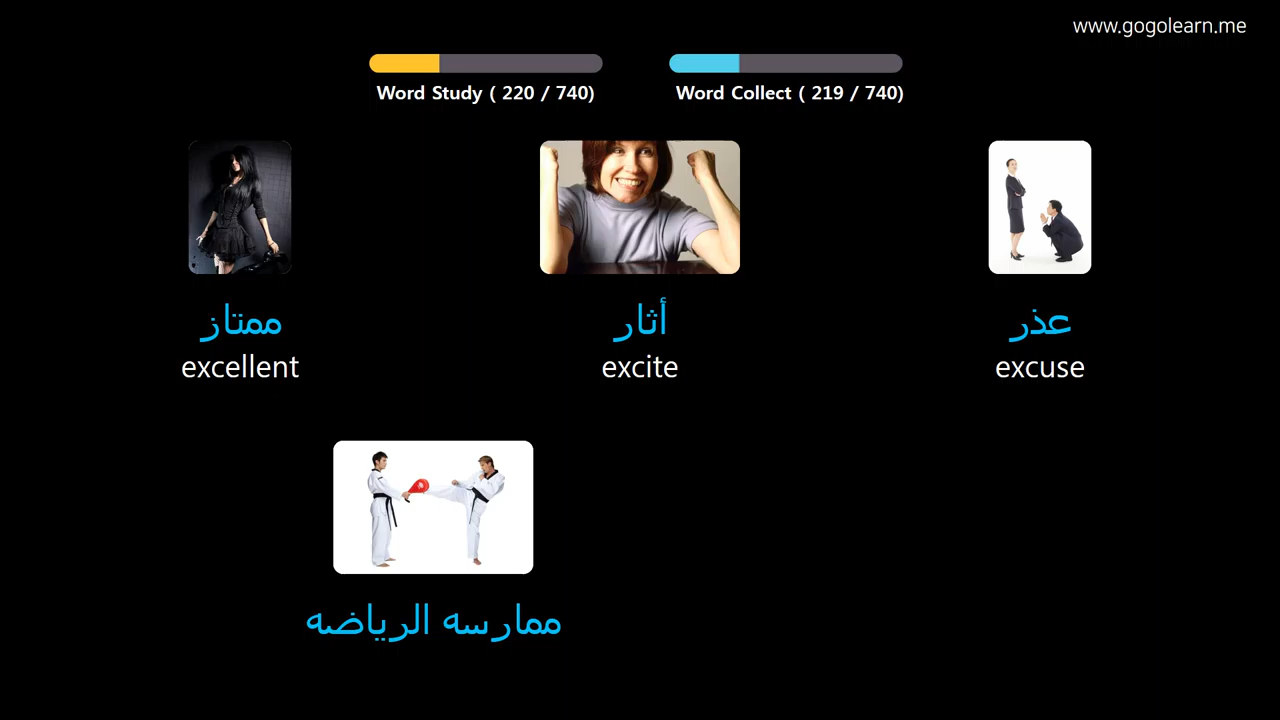 www.gogolearn.me
Word Study ( 220 / 740)
Word Collect ( 219 / 740)
ممتاز
excellent
أثار
excite
عذر
excuse
ممارسه الرياضه